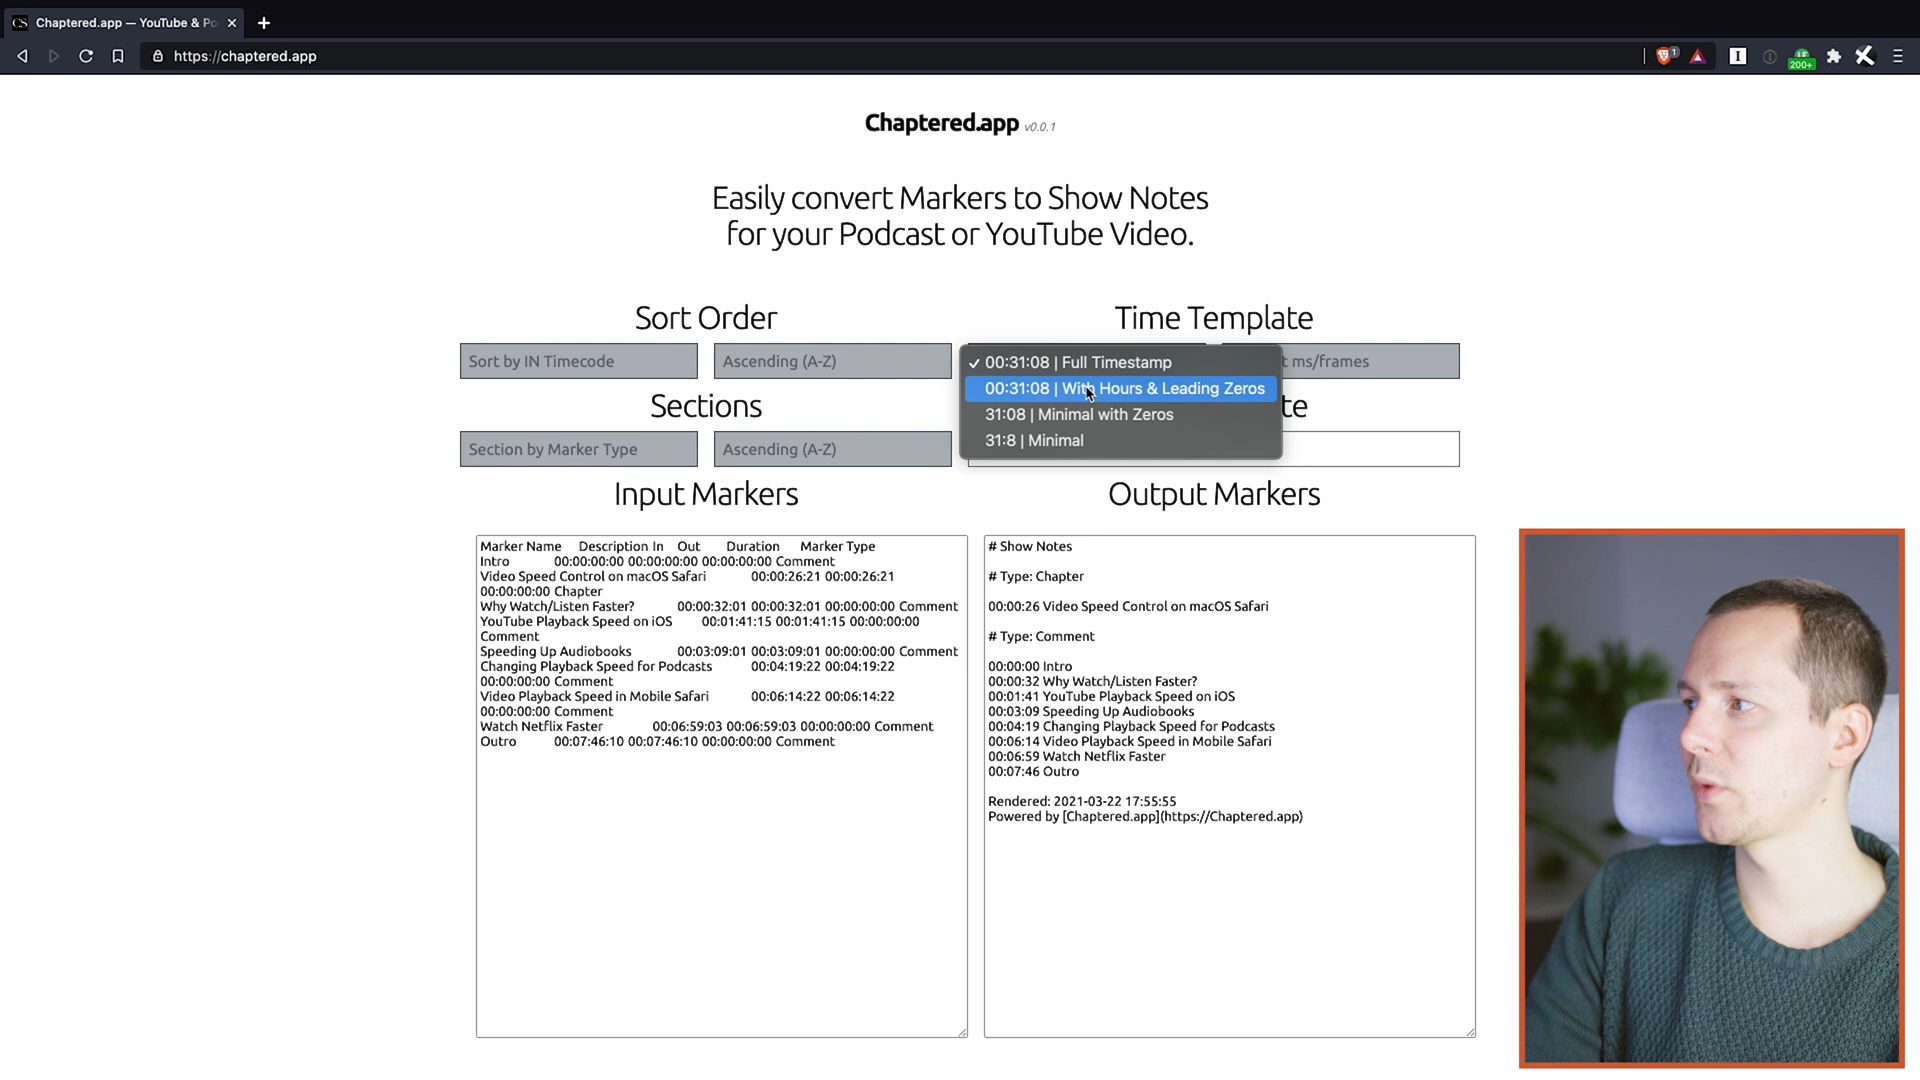 CS Chaptered.app — YouTube & Po
https://chaptered.app
1
200+
Chaptered.app v0.0.1
Easily convert Markers to Show Notes
for your Podcast or YouTube Video.
Sort Order
Time Template
Sort by IN Timecode
Ascending (A-Z)
t ms/frames
✓ 00:31:08 | Full Timestamp
00:31:08 | With Hours & Leading Zeros
31:08 | Minimal with Zeros
31:8 | Minimal
Sections
te
Section by Marker Type
Ascending (A-Z)
Input Markers
Marker Name Description In Out Duration Marker Type
Intro 00:00:00:00 00:00:00:00 00:00:00:00 Comment
Video Speed Control on macOS Safari 00:00:26:21 00:00:26:21
00:00:00:00 Chapter
Why Watch/Listen Faster? 00:00:32:01 00:00:32:01 00:00:00:00 Comment
YouTube Playback Speed on iOS 00:01:41:15 00:01:41:15 00:00:00:00
Comment
Speeding Up Audiobooks 00:03:09:01 00:03:09:01 00:00:00:00 Comment
Changing Playback Speed for Podcasts 00:04:19:22 00:04:19:22
00:00:00:00 Comment
Video Playback Speed in Mobile Safari 00:06:14:22 00:06:14:22
00:00:00:00 Comment
Watch Netflix Faster 00:06:59:03 00:06:59:03 00:00:00:00 Comment
Outro 00:07:46:10 00:07:46:10 00:00:00:00 Comment
Output Markers
# Show Notes
# Type: Chapter
00:00:26 Video Speed Control on macOS Safari
# Type: Comment
00:00:00 Intro
00:00:32 Why Watch/Listen Faster?
00:01:41 YouTube Playback Speed on iOS
00:03:09 Speeding Up Audiobooks
00:04:19 Changing Playback Speed for Podcasts
00:06:14 Video Playback Speed in Mobile Safari
00:06:59 Watch Netflix Faster
00:07:46 Outro
Rendered: 2021-03-22 17:55:55
Powered by [Chaptered.app](https://Chaptered.app)